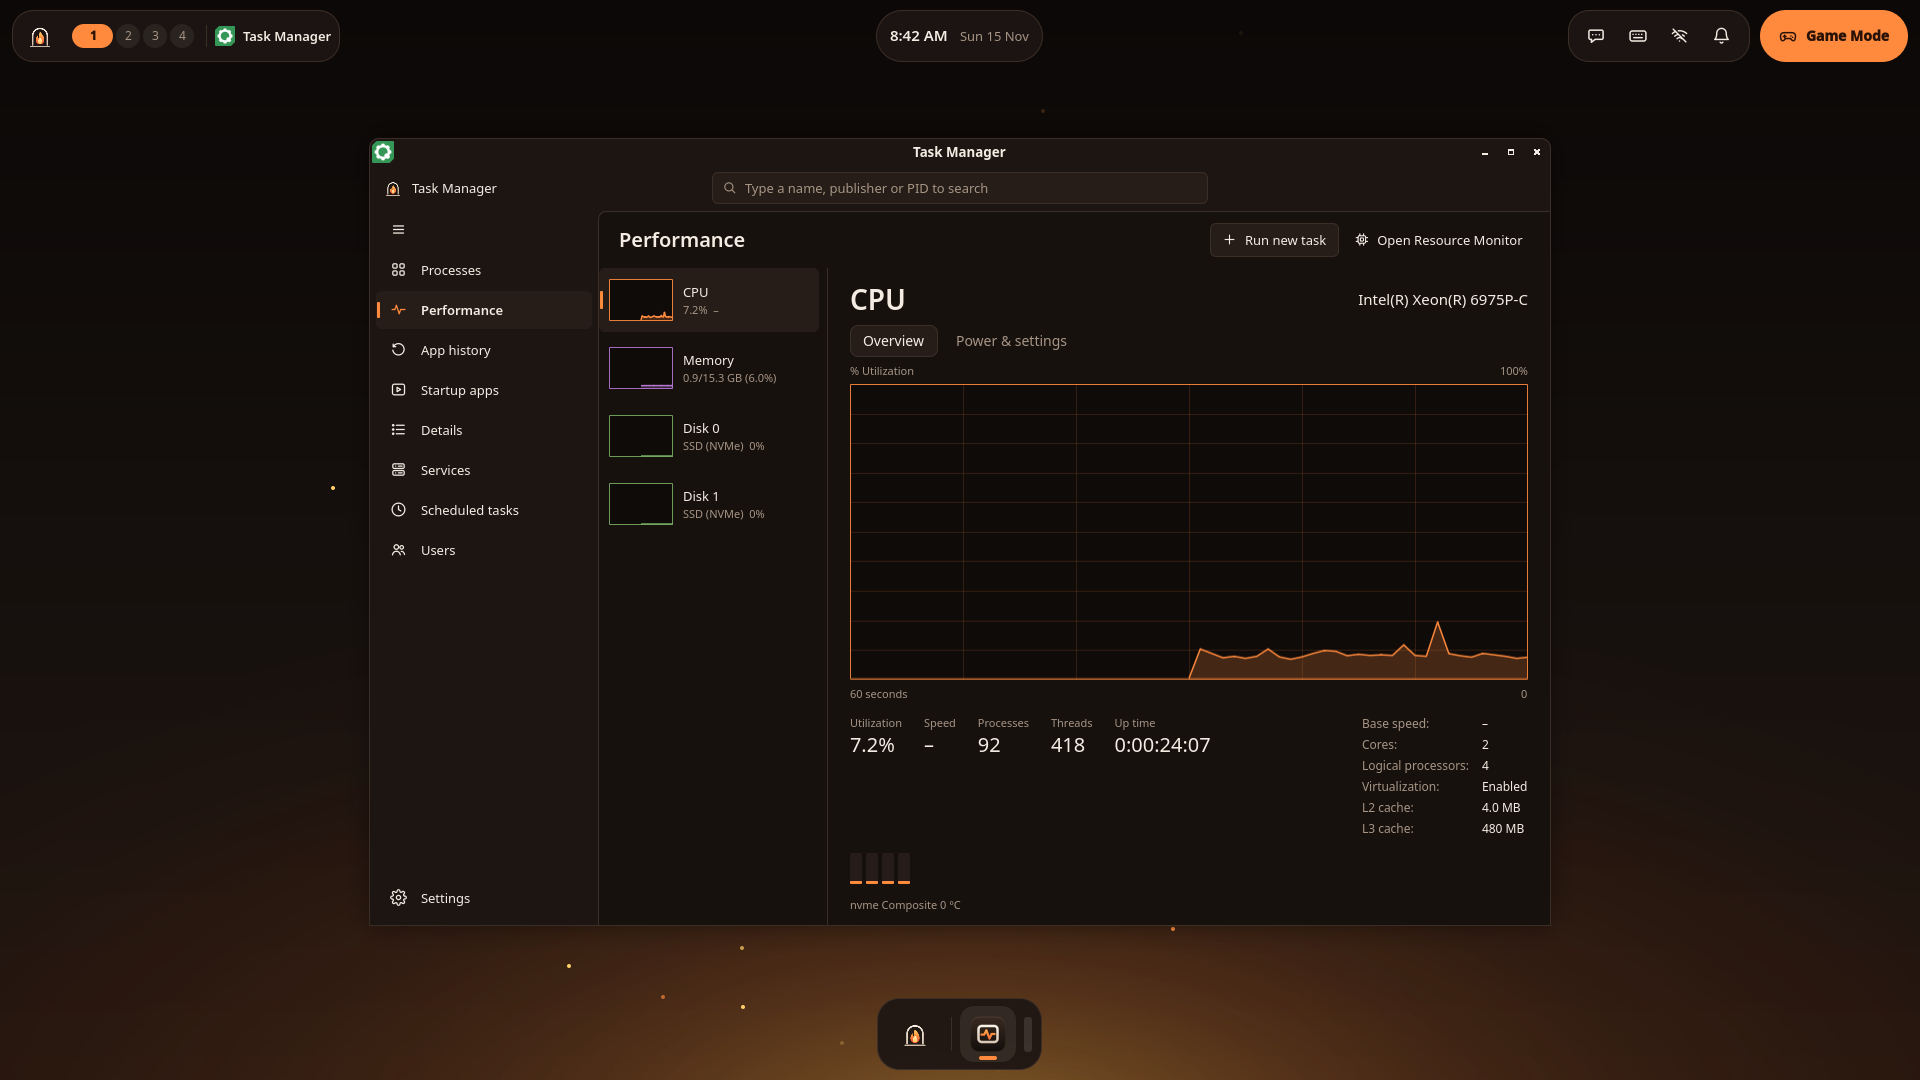 1 2 3 4 Task Manager
8:42 AM Sun 15 Nov
Game Mode
Task Manager
Task Manager
Type a name, publisher or PID to search
Processes
Performance
App history
Startup apps
Details
Services
Scheduled tasks
Users
Settings
Performance
Run new task
Open Resource Monitor
CPU
7.2% –
Memory
0.9/15.3 GB (6.0%)
Disk 0
SSD (NVMe) 0%
Disk 1
SSD (NVMe) 0%
CPU
Intel(R) Xeon(R) 6975P-C
Overview
Power & settings
% Utilization
100%
60 seconds
0
Utilization
7.2%
Speed
–
Processes
92
Threads
418
Up time
0:00:24:07
Base speed: –
Cores: 2
Logical processors: 4
Virtualization: Enabled
L2 cache: 4.0 MB
L3 cache: 480 MB
nvme Composite 0 °C